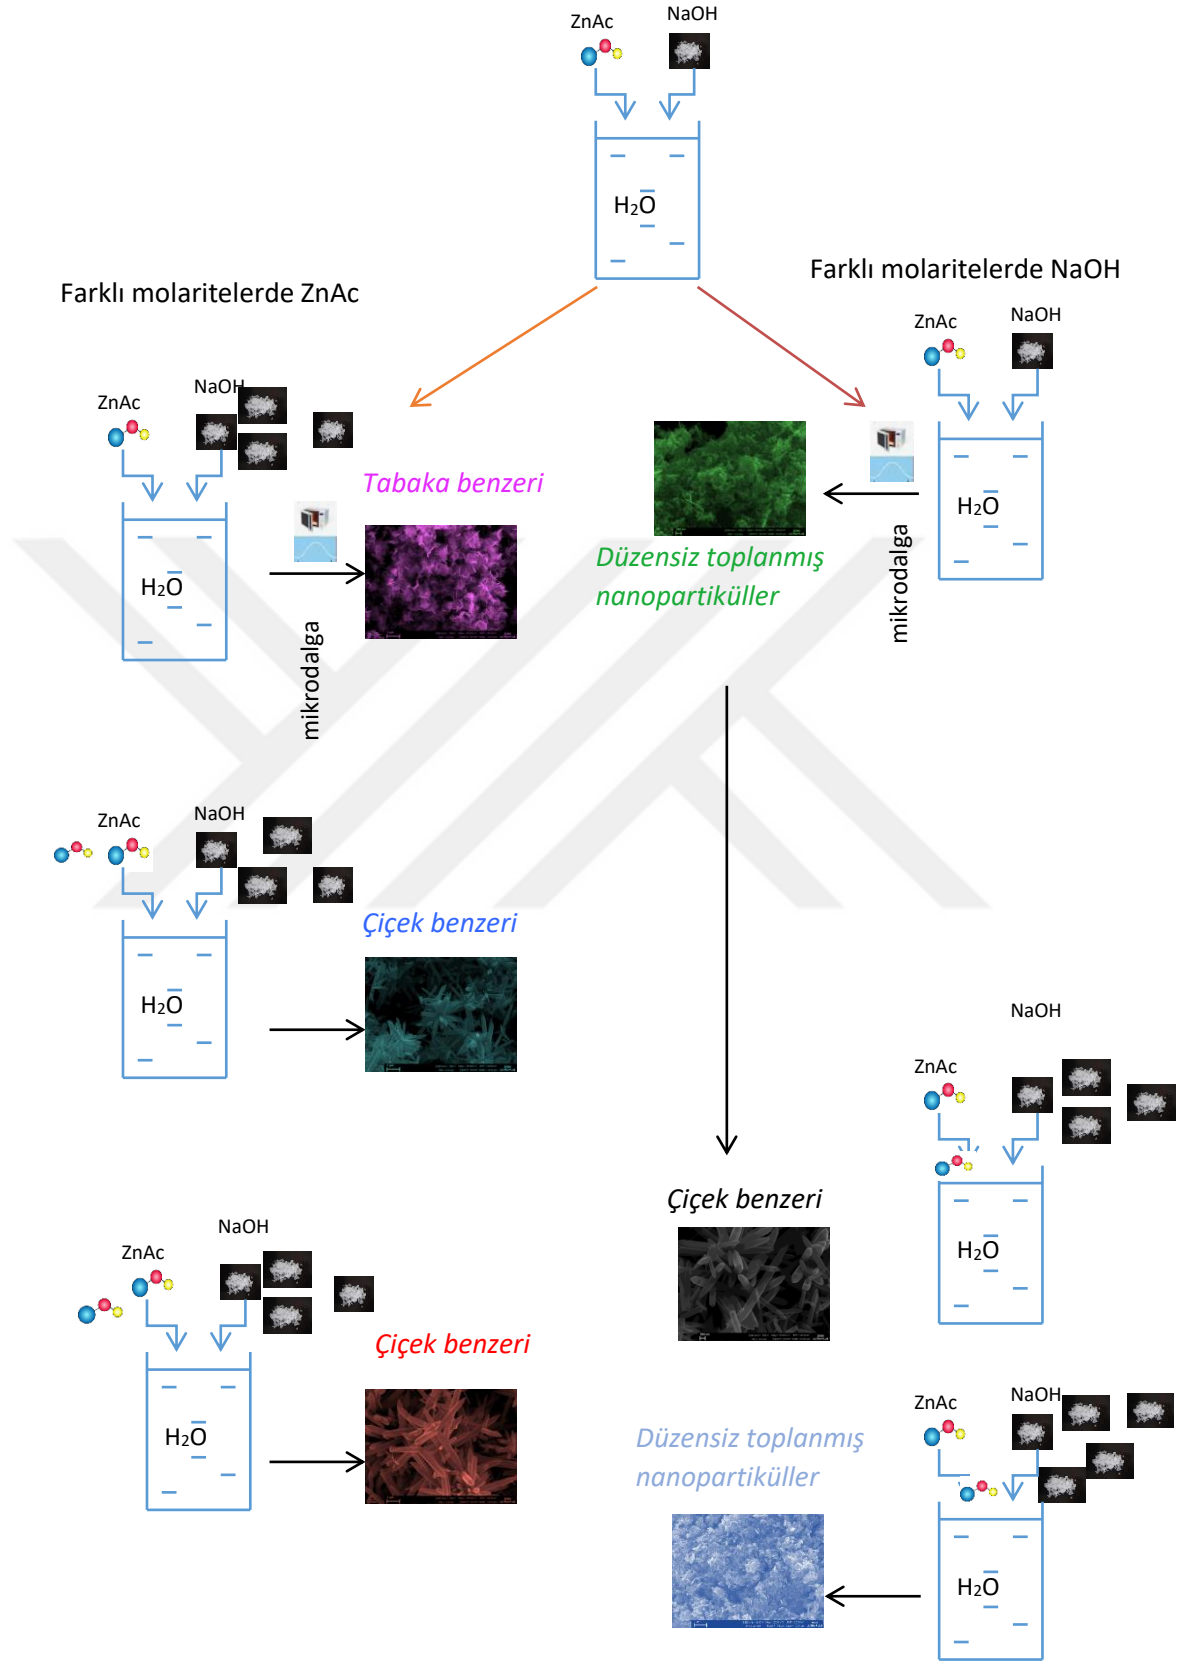 ZnAc
NaOH
H₂O
Farklı molaritelerde ZnAc
Farklı molaritelerde NaOH
ZnAc
NaOH
H₂O
mikrodalga
Tabaka benzeri
ZnAc
NaOH
H₂O
mikrodalga
Düzensiz toplanmış
nanopartiküller
ZnAc
NaOH
H₂O
Çiçek benzeri
NaOH
ZnAc
H₂O
Çiçek benzeri
ZnAc
NaOH
H₂O
Çiçek benzeri
ZnAc
NaOH
H₂O
Düzensiz toplanmış
nanopartiküller